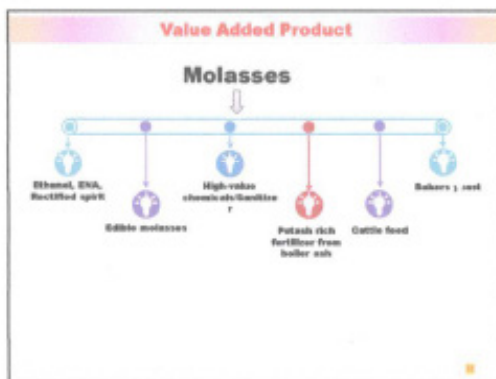 Value Added Product
Molasses
Ethanol, ENA,
Rectified spirit
Edible molasses
High-value
chemicals/Sanitize
r
Potash rich
fertilizer from
boiler ash
Cattle feed
Bakers